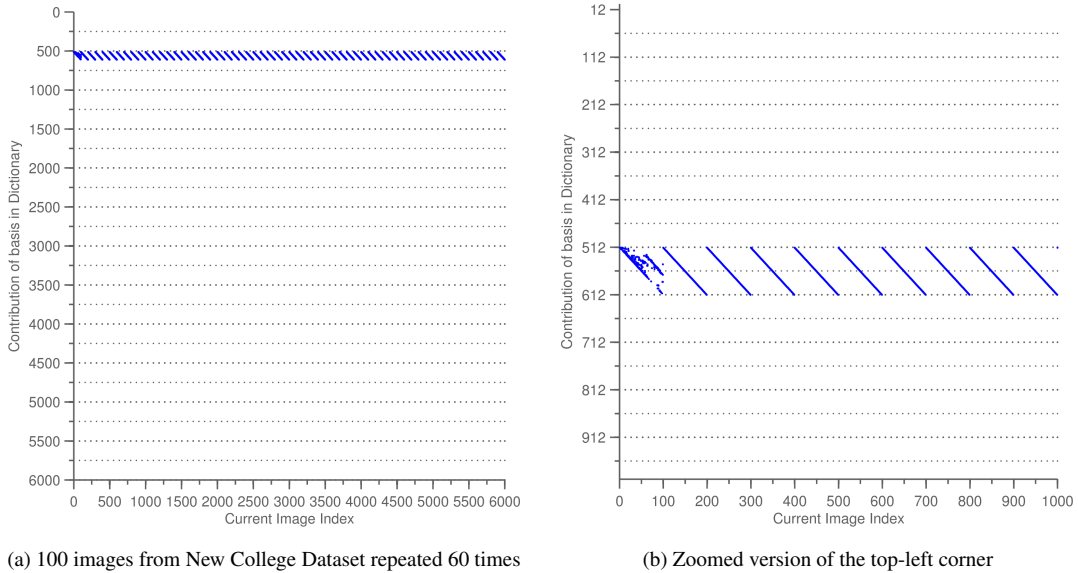 0
500
1000
1500
2000
2500
3000
3500
4000
4500
5000
5500
6000
Contribution of basis in Dictionary
0 500 1000 1500 2000 2500 3000 3500 4000 4500 5000 5500 6000
Current Image Index
(a) 100 images from New College Dataset repeated 60 times
12
112
212
312
412
512
612
712
812
912
Contribution of basis in Dictionary
0 100 200 300 400 500 600 700 800 900 1000
Current Image Index
(b) Zoomed version of the top-left corner